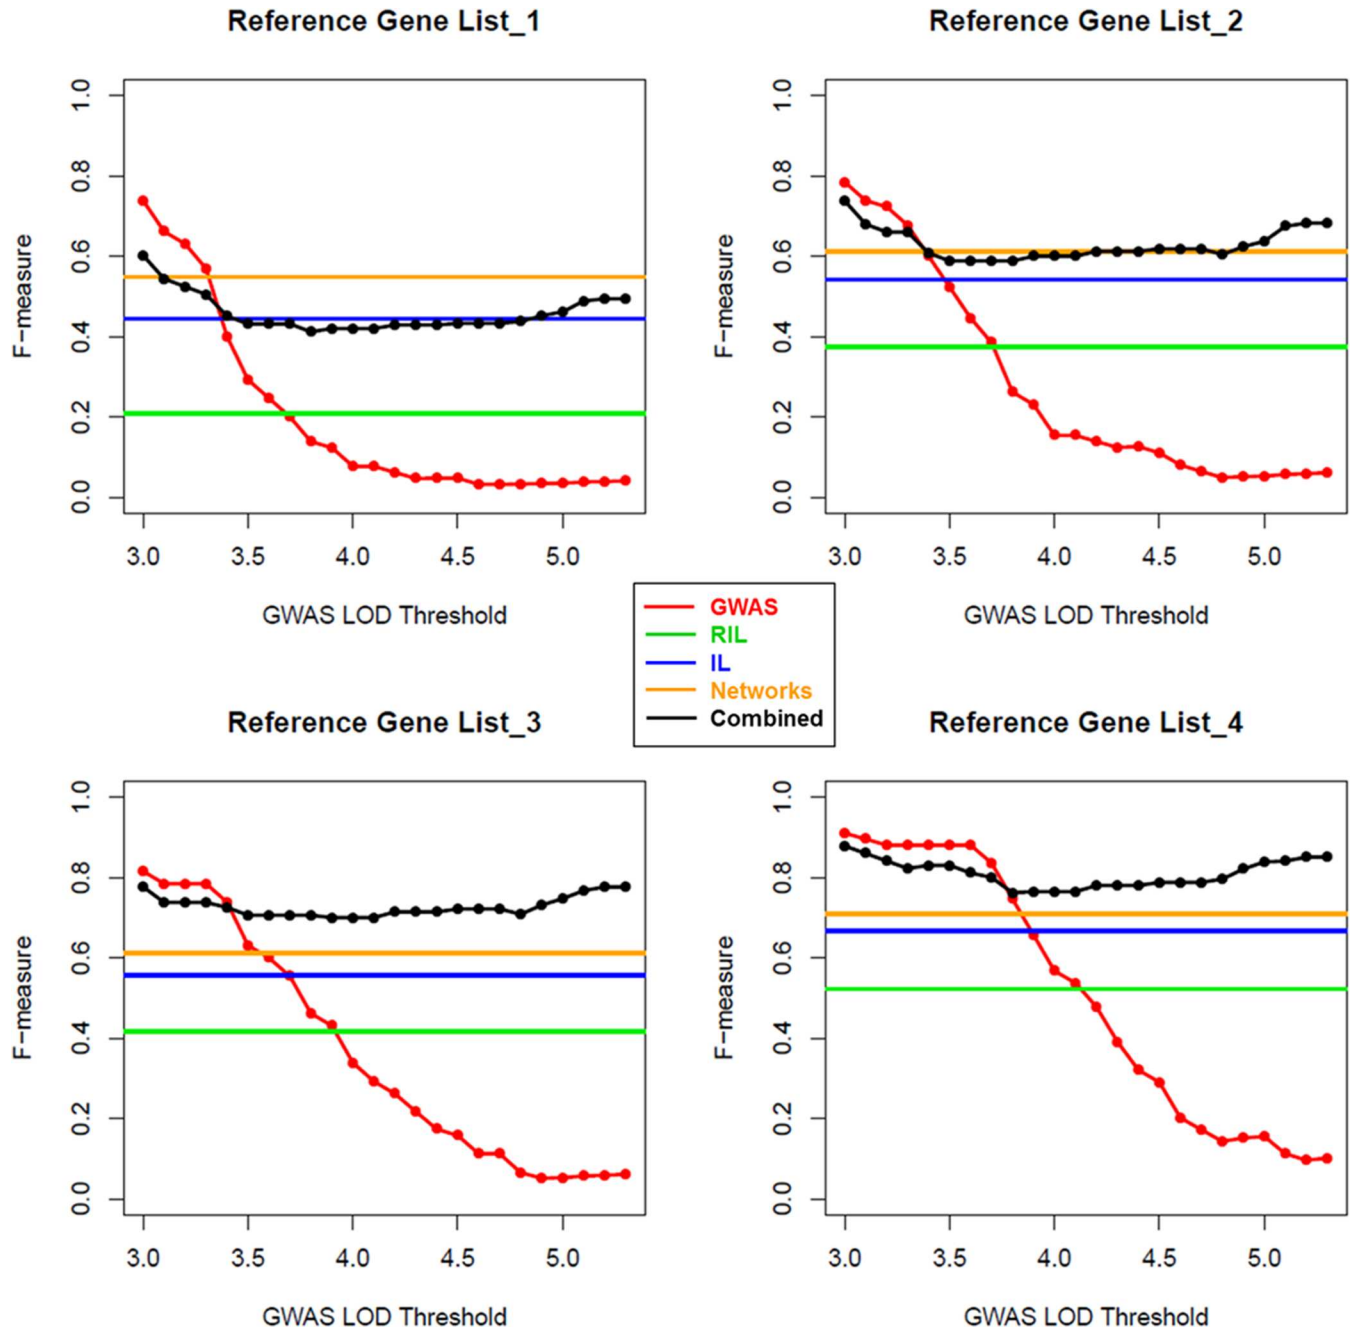 Reference Gene List_1
F−measure
0.0 0.2 0.4 0.6 0.8 1.0
3.0 3.5 4.0 4.5 5.0
GWAS LOD Threshold
Reference Gene List_2
F−measure
0.0 0.2 0.4 0.6 0.8 1.0
3.0 3.5 4.0 4.5 5.0
GWAS LOD Threshold
GWAS
RIL
IL
Networks
Combined
Reference Gene List_3
F−measure
0.0 0.2 0.4 0.6 0.8 1.0
3.0 3.5 4.0 4.5 5.0
GWAS LOD Threshold
Reference Gene List_4
F−measure
0.0 0.2 0.4 0.6 0.8 1.0
3.0 3.5 4.0 4.5 5.0
GWAS LOD Threshold